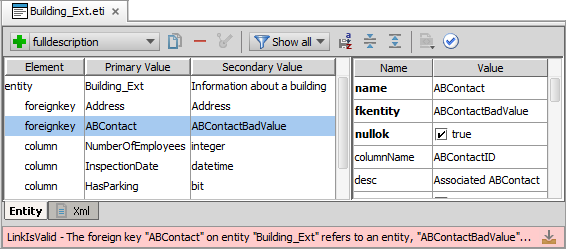 Building_Ext.eti ×
fulldescription Show all
Element Primary Value Secondary Value
entity Building_Ext Information about a building
foreignkey Address Address
foreignkey ABContact ABContactBadValue
column NumberOfEmployees integer
column InspectionDate datetime
column HasParking bit
Name Value
name ABContact
fkentity ABContactBadValue
nullok true
columnName ABContactID
desc Associated ABContact
Entity Xml
LinkIsValid - The foreign key "ABContact" on entity "Building_Ext" refers to an entity, "ABContactBadValue"...